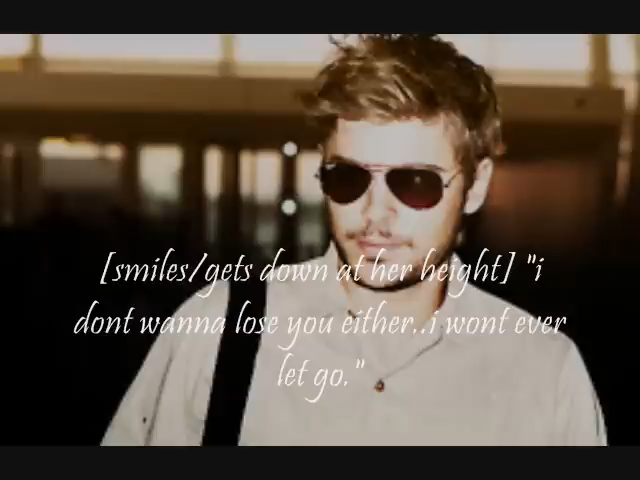 [smiles/gets down at her height] "i
dont wanna lose you either..i wont ever
let go."